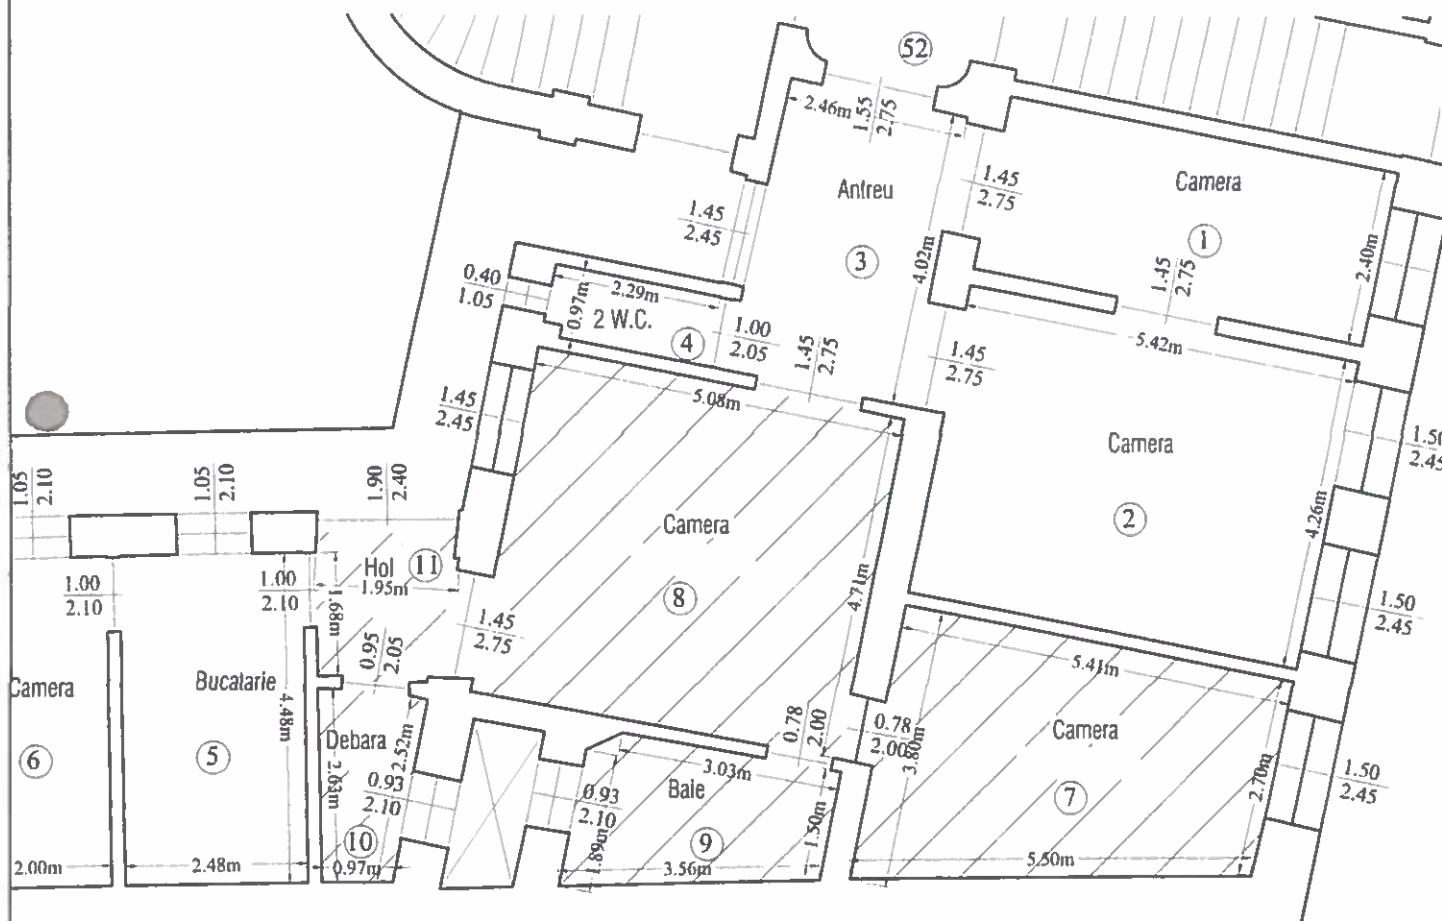 52
2.46m
1.55
2.75
Antreu
3
1.45
2.75
Camera
1
2.40m
1.45
2.75
4.02m
1.45
2.45
0.40
1.05
2.29m
0.97m
2 W.C.
4
1.00
2.05
1.45
2.75
5.42m
1.45
2.75
5.08m
1.45
2.45
Camera
2
4.26m
1.50
2.45
1.50
2.45
1.05
2.10
1.05
2.10
1.90
2.40
Camera
8
4.71m
Hol
11
1.95m
1.68m
1.00
2.10
1.00
2.10
1.45
2.75
0.95
2.05
Camera
6
2.00m
Bucatarie
5
4.48m
2.48m
Debara
10
2.63m
2.52m
0.97m
0.93
2.10
0.93
2.10
3.03m
Baie
9
1.50m
1.89m
3.56m
0.78
2.00
0.78
2.00
3.80m
5.41m
Camera
7
2.70m
5.50m
1.50
2.45